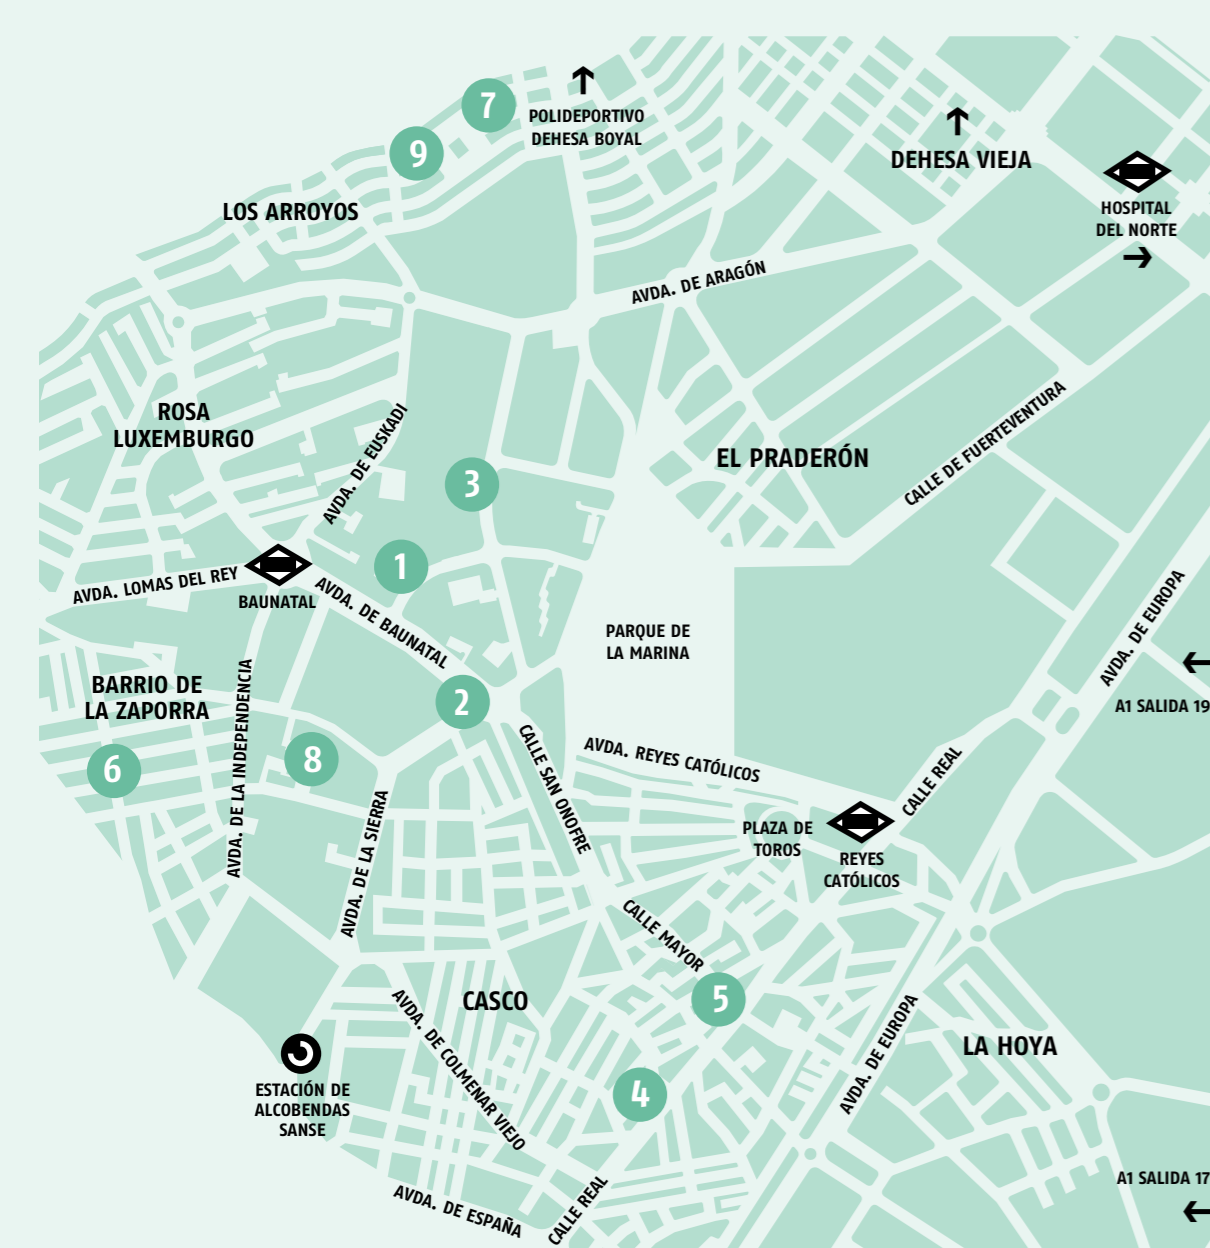 7
POLIDEPORTIVO
DEHESA BOYAL
9
DEHESA VIEJA
HOSPITAL
DEL NORTE
LOS ARROYOS
AVDA. DE ARAGÓN
ROSA
LUXEMBURGO
AVDA. DE EUSKADI
CALLE DE FUERTEVENTURA
EL PRADERÓN
3
1
AVDA. LOMAS DEL REY
BAUNATAL
AVDA. DE BAUNATAL
PARQUE DE
LA MARINA
AVDA. DE EUROPA
A1 SALIDA 19
BARRIO DE
LA ZAPORRA
AVDA. DE LA INDEPENDENCIA
2
6
8
CALLE SAN ONOFRE
AVDA. REYES CATÓLICOS
CALLE REAL
PLAZA DE
TOROS
REYES
CATÓLICOS
AVDA. DE LA SIERRA
CALLE MAYOR
5
CASCO
AVDA. DE COLMENAR VIEJO
AVDA. DE EUROPA
LA HOYA
ESTACIÓN DE
ALCOBENDAS
SANSE
4
A1 SALIDA 17
AVDA. DE ESPAÑA
CALLE REAL